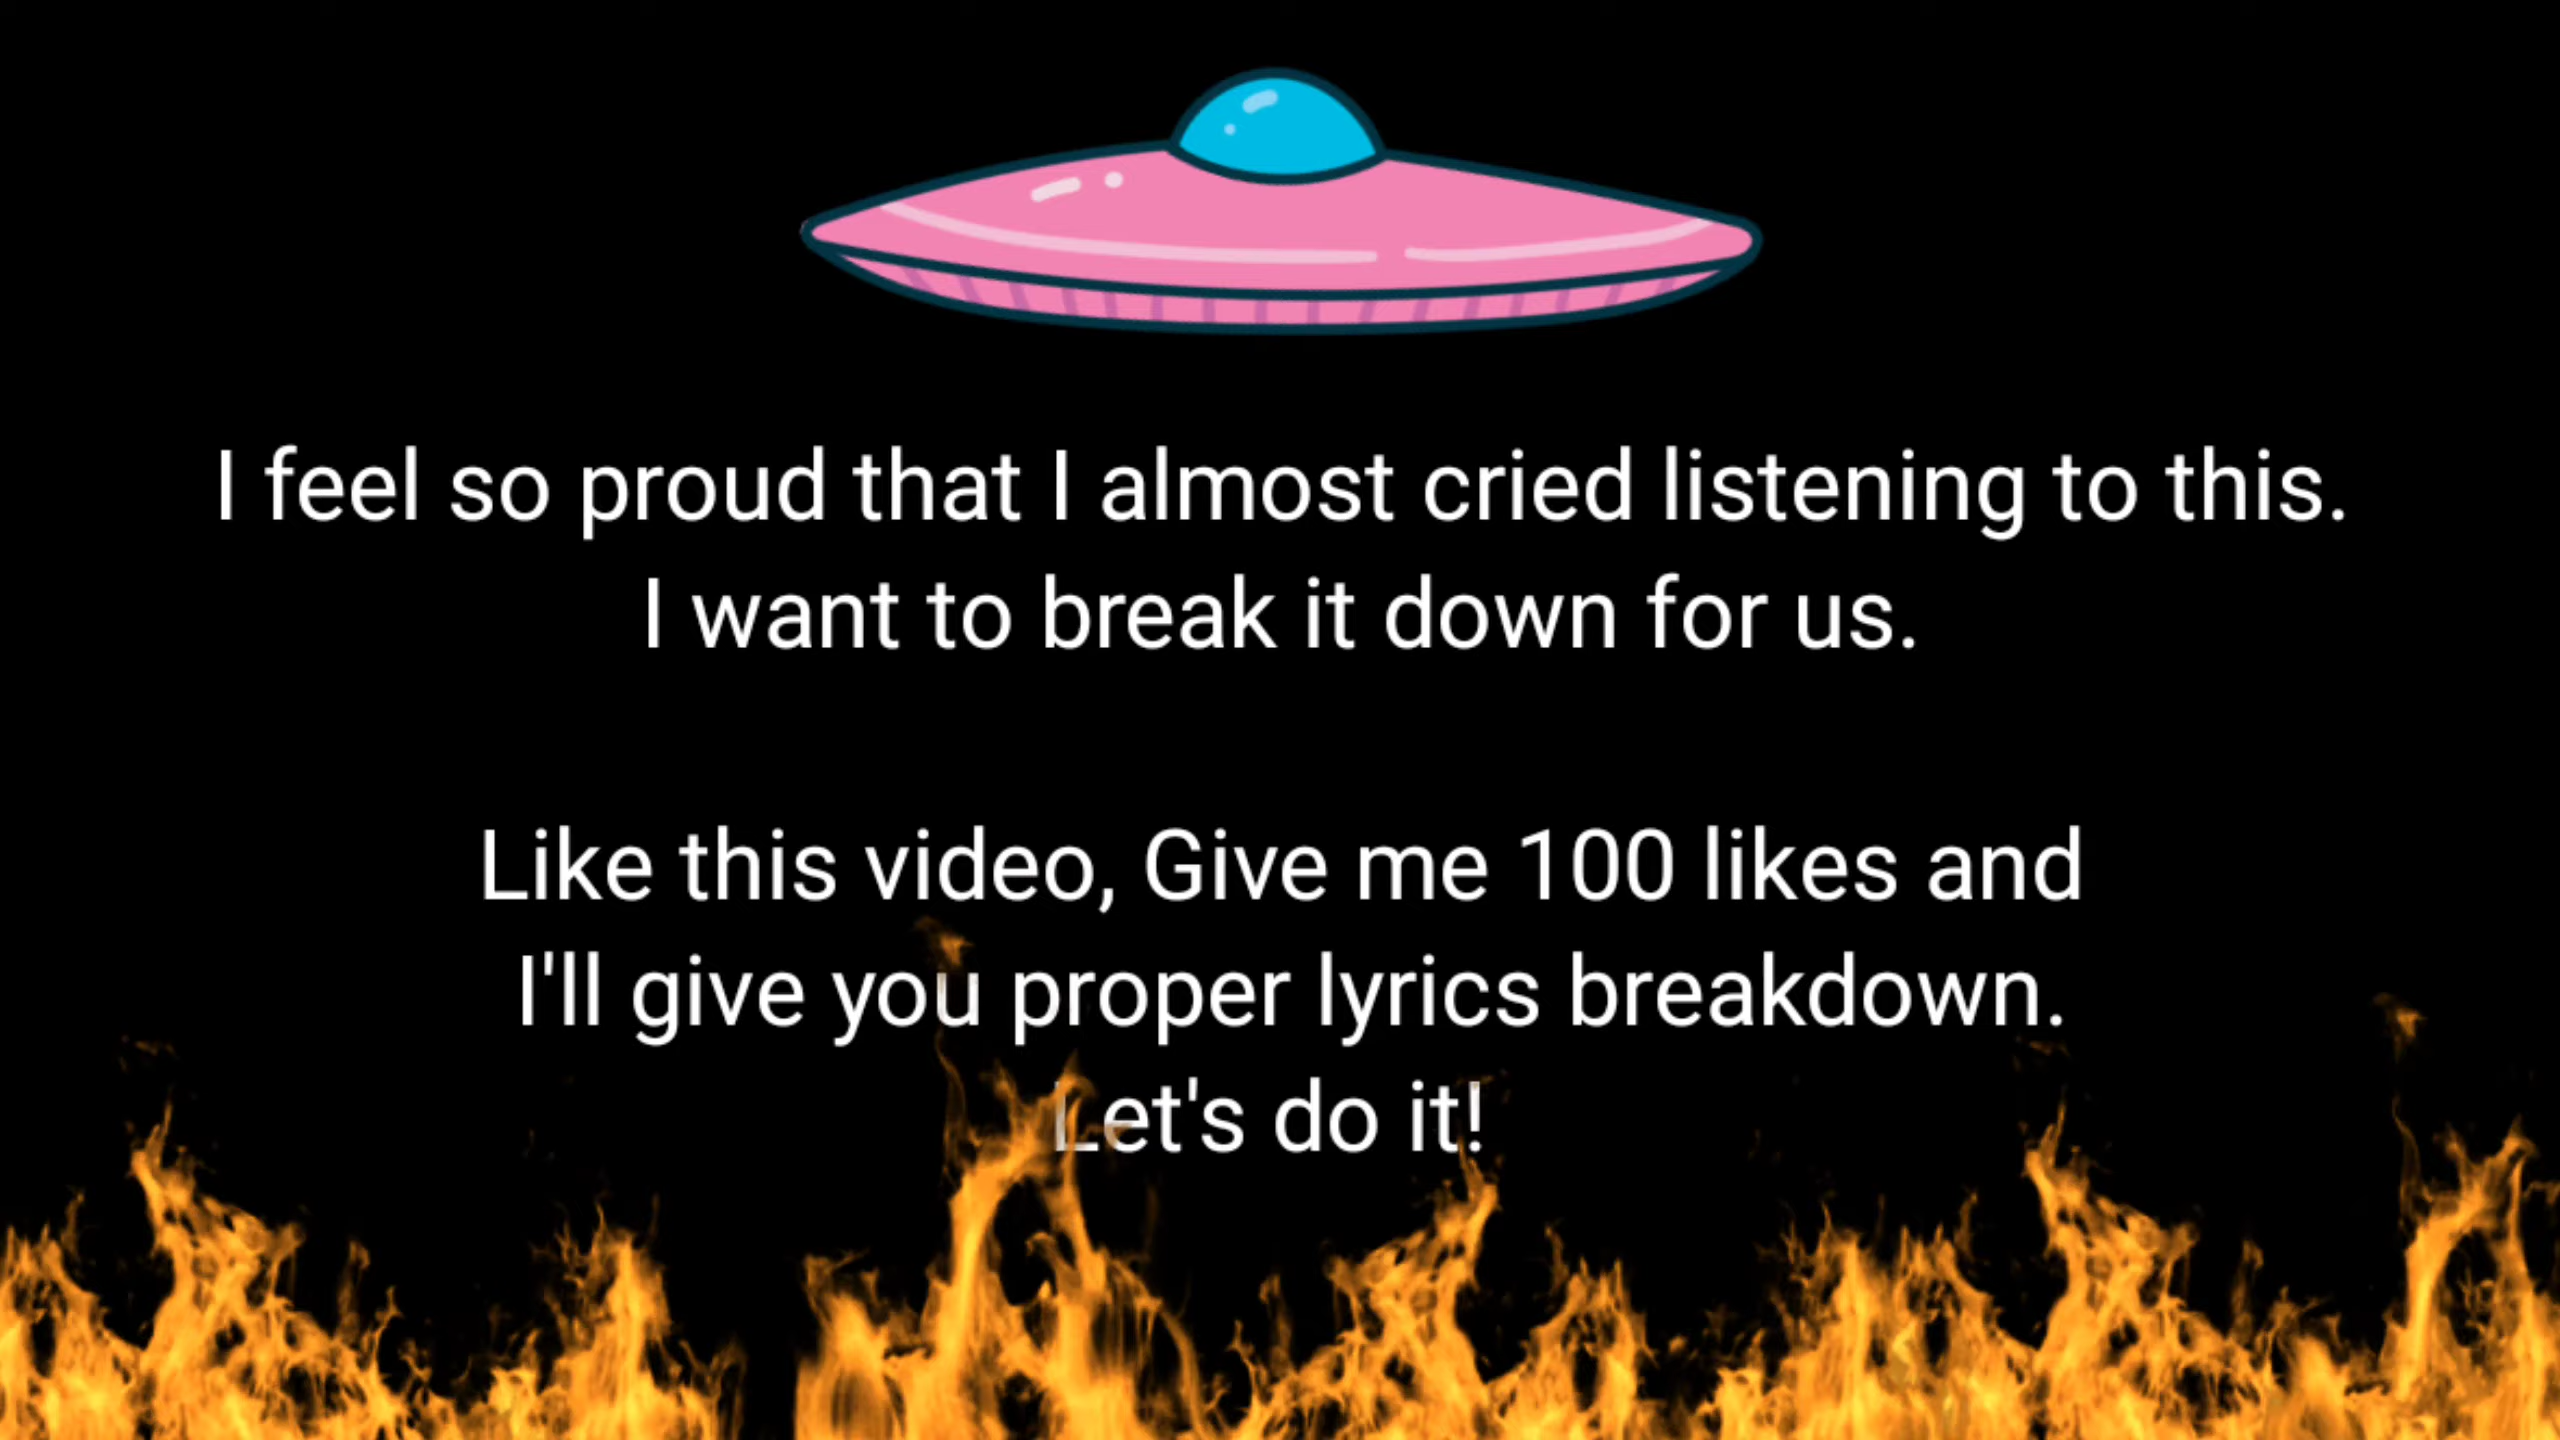 I feel so proud that I almost cried listening to this.
I want to break it down for us.
Like this video, Give me 100 likes and
I'll give you proper lyrics breakdown.
Let's do it!